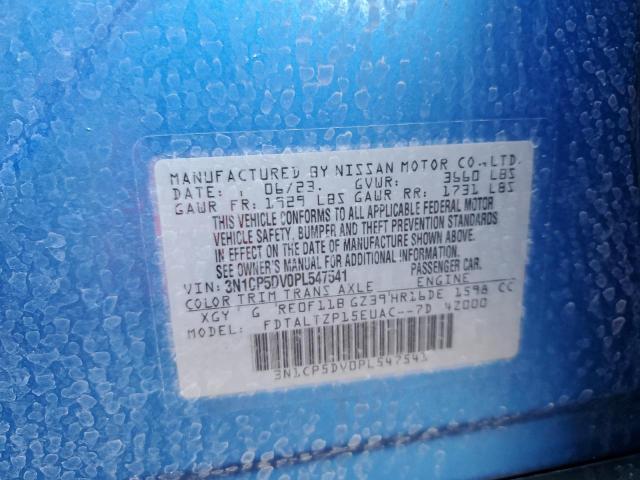 MANUFACTURED BY NISSAN MOTOR CO.,LTD.
DATE: 06/23. GVWR: 3660 LBS
GAWR FR: 1929 LBS GAWR RR: 1731 LBS
THIS VEHICLE CONFORMS TO ALL APPLICABLE FEDERAL MOTOR
VEHICLE SAFETY, BUMPER AND THEFT PREVENTION STANDARDS
IN EFFECT ON THE DATE OF MANUFACTURE SHOWN ABOVE.
SEE OWNER'S MANUAL FOR ADDITIONAL INFORMATION.
VIN: 3N1CP5DV0PL547541 PASSENGER CAR.
COLOR TRIM TRANS AXLE ENGINE
XGY G RE0F11B GZ39 HR16DE 1598 CC
FDTALTZP15EUAC--7D 42000
3N1CP5DV0PL547541